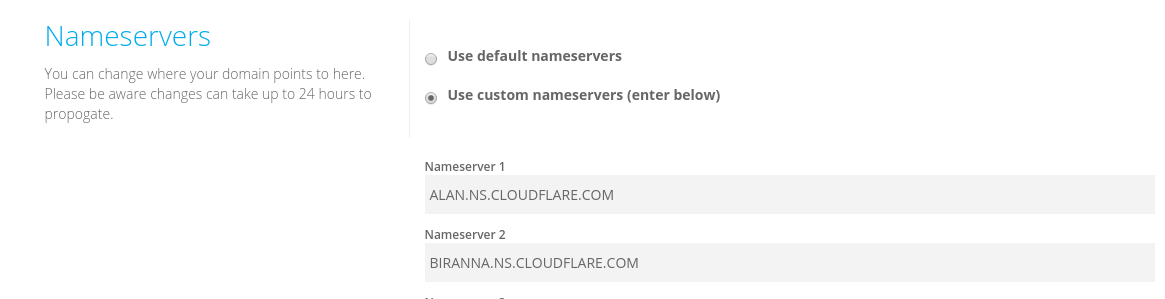 Nameservers
You can change where your domain points to here.
Please be aware changes can take up to 24 hours to
propogate.
Use default nameservers
Use custom nameservers (enter below)
Nameserver 1
ALAN.NS.CLOUDFLARE.COM
Nameserver 2
BIRANNA.NS.CLOUDFLARE.COM